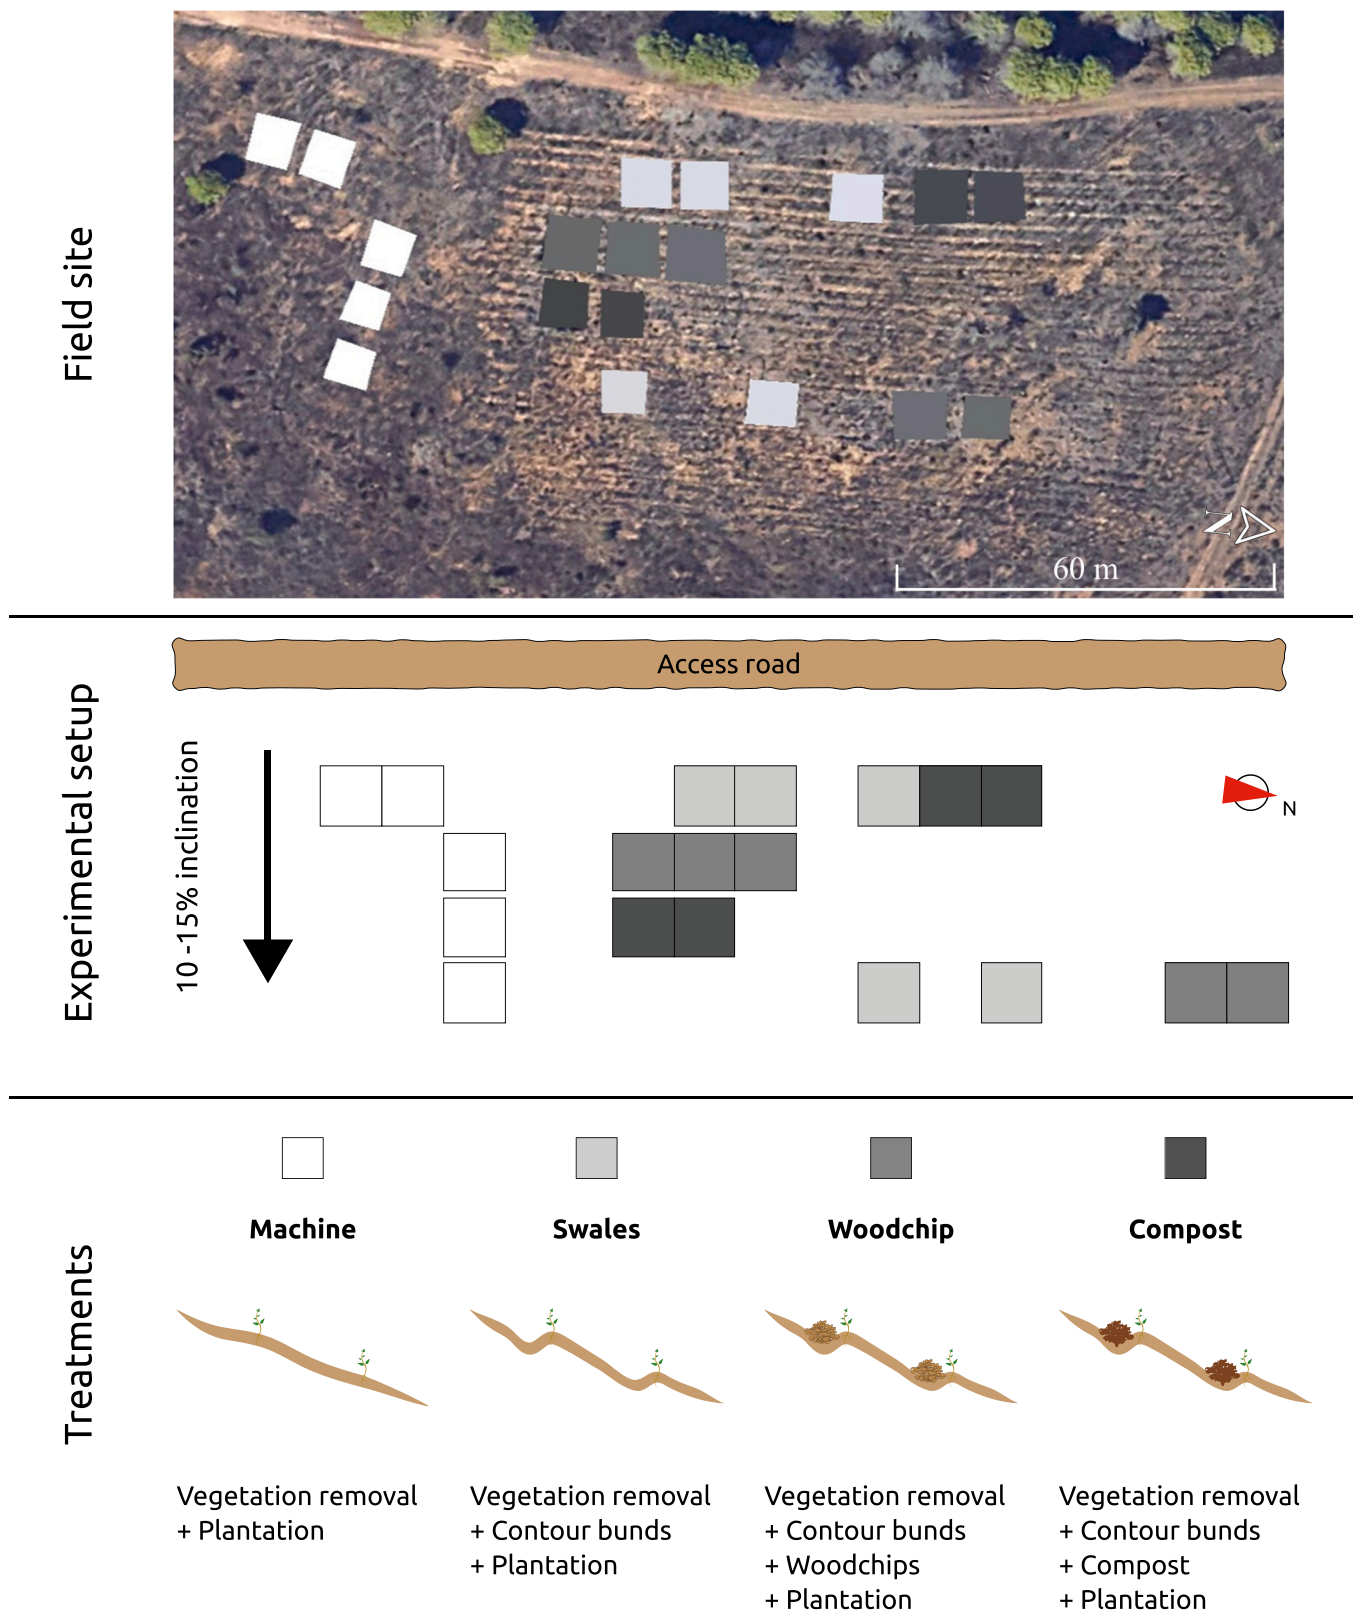 Field site
N
60 m
Experimental setup
Access road
10 -15% inclination
N
Treatments
Machine
Swales
Woodchip
Compost
Vegetation removal
+ Plantation
Vegetation removal
+ Contour bunds
+ Plantation
Vegetation removal
+ Contour bunds
+ Woodchips
+ Plantation
Vegetation removal
+ Contour bunds
+ Compost
+ Plantation